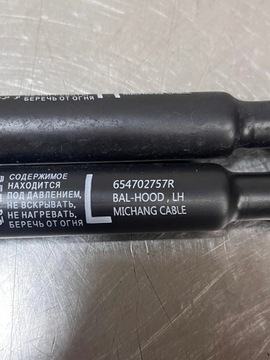 БЕРЕЧЬ ОТ ОГНЯ
L
СОДЕРЖИМОЕ
НАХОДИТСЯ
ПОД ДАВЛЕНИЕМ,
НЕ ВСКРЫВАТЬ,
НЕ НАГРЕВАТЬ,
БЕРЕЧЬ ОТ ОГНЯ
L
654702757R
BAL-HOOD , LH
MICHANG CABLE